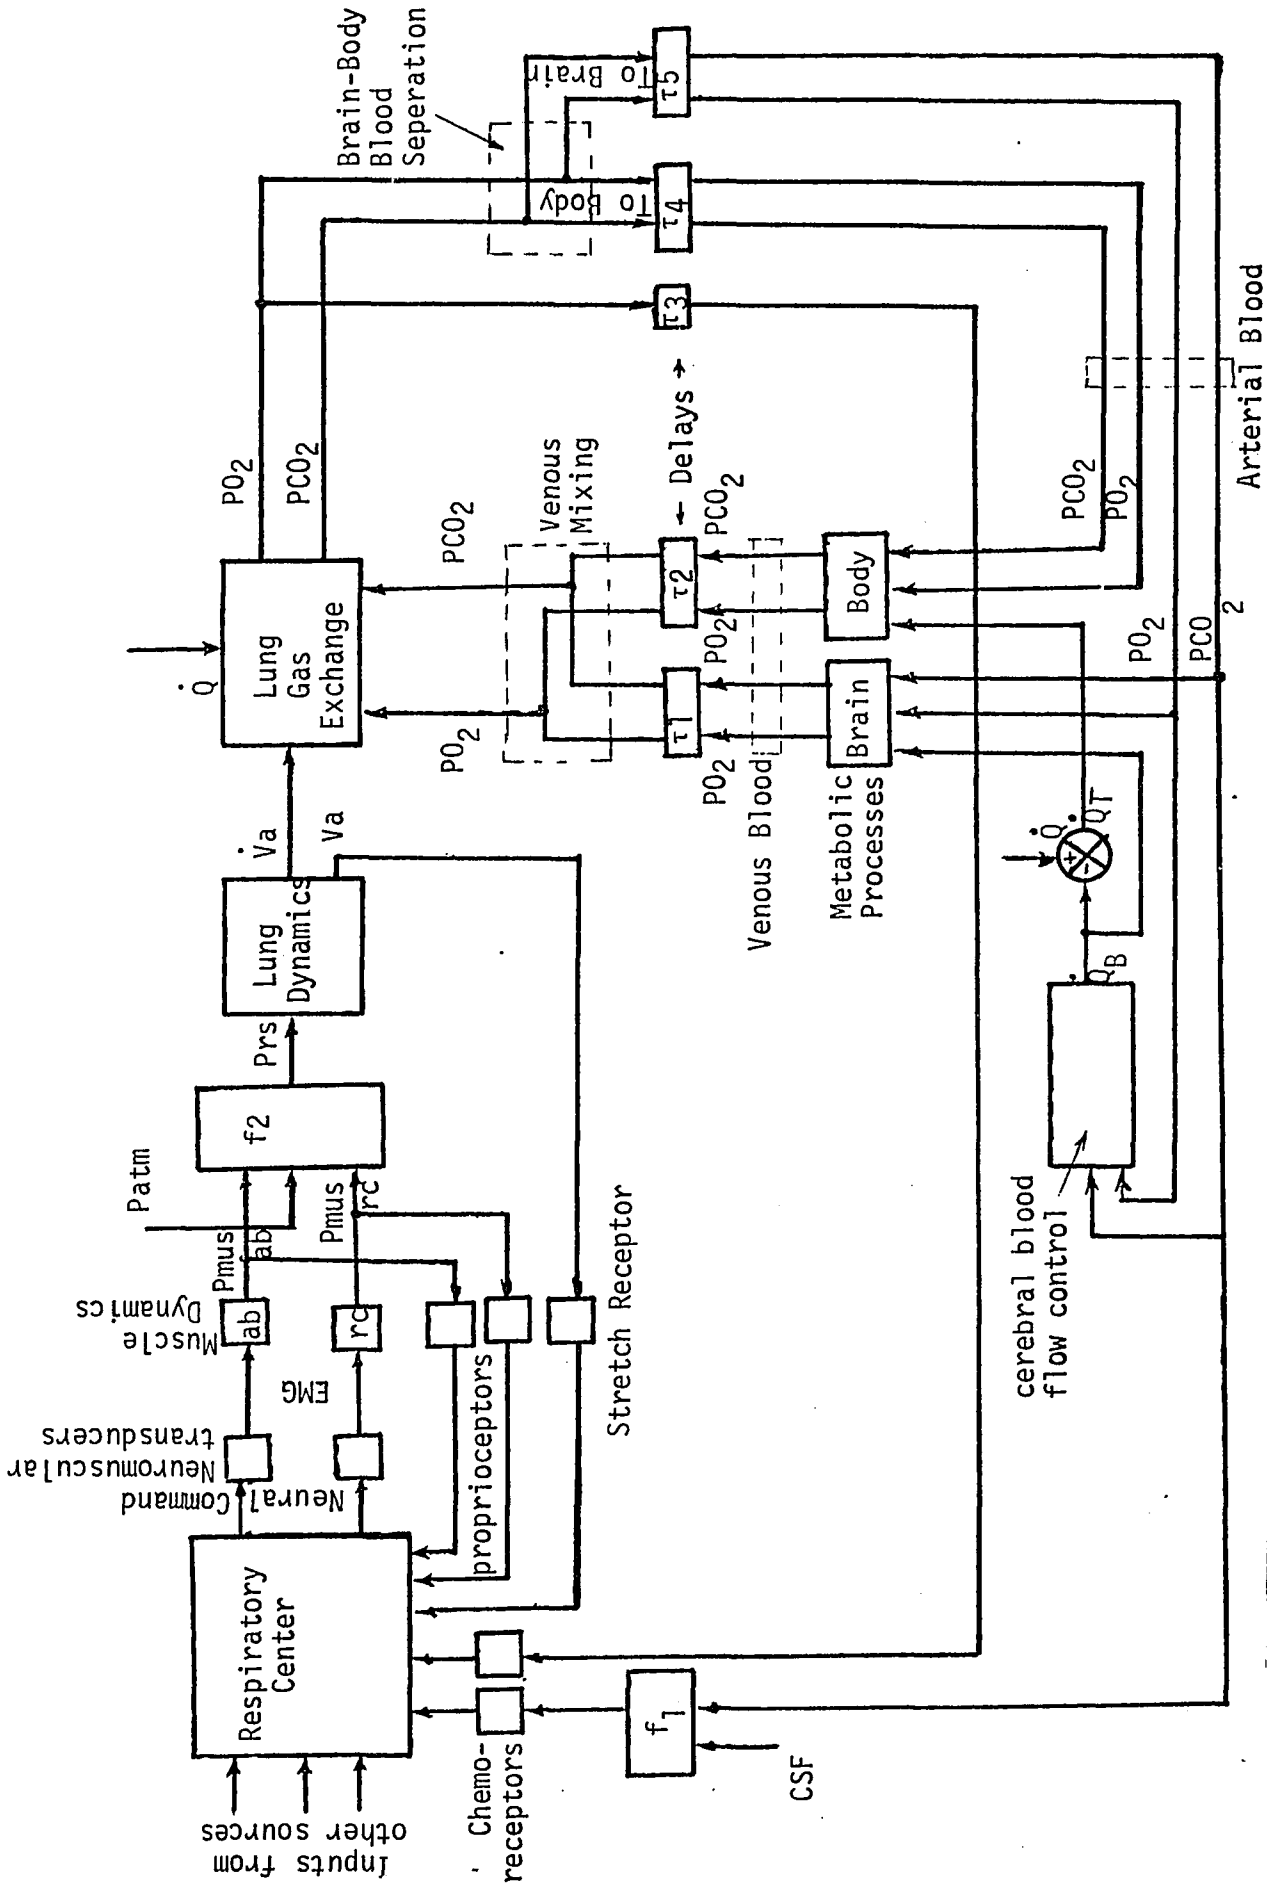 Inputs from
other sources
Respiratory
Center
Neural
Command
Neuromuscular
transducers
EMG
Muscle
Dynamics
ab
rc
Pmus
ab
Pmus
rc
Patm
f2
Prs
Lung
Dynamics
V̇a
Va
Q̇
Lung
Gas
Exchange
PO2
PCO2
Brain-Body
Blood
Seperation
To Body
To Brain
proprioceptors
Stretch Receptor
Chemo-
receptors
f1
CSF
PO2
PCO2
Venous
Mixing
← Delays →
τ1
τ2
τ3
τ4
τ5
PO2
PO2
PCO2
Venous Blood
Metabolic
Processes
Brain
Body
cerebral blood
flow control
Q̇B
Q̇
+
-
Q̇T
PCO2
PO2
PO2
PCO2
Arterial Blood